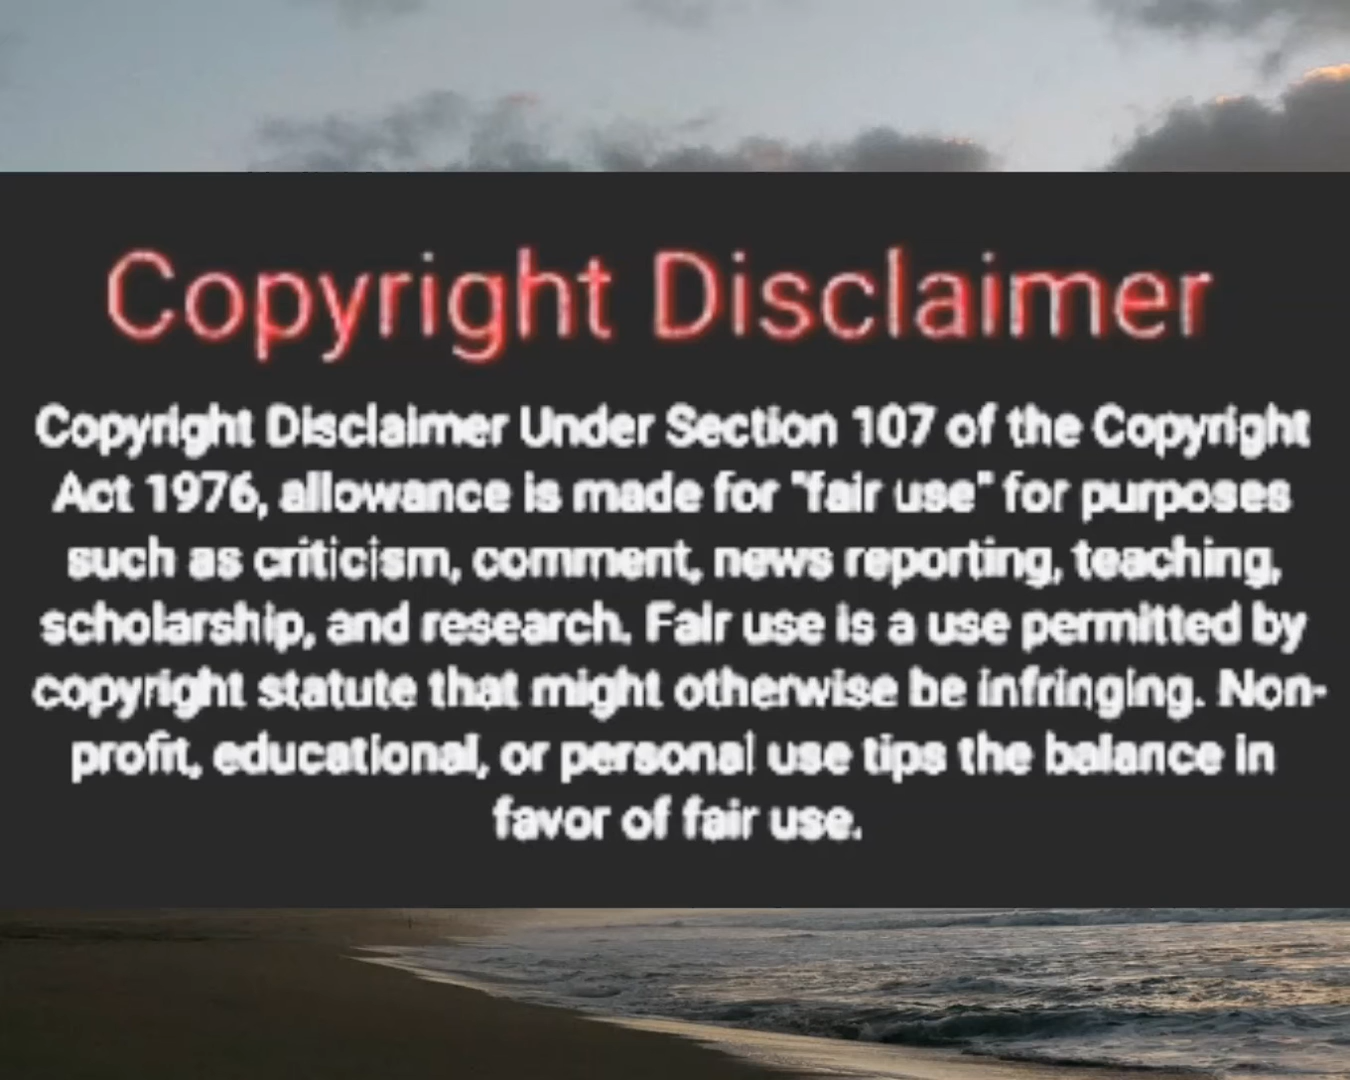 Copyright Disclaimer
Copyright Disclaimer Under Section 107 of the Copyright
Act 1976, allowance is made for "fair use" for purposes
such as criticism, comment, news reporting, teaching,
scholarship, and research. Fair use is a use permitted by
copyright statute that might otherwise be infringing. Non-
profit, educational, or personal use tips the balance in
favor of fair use.